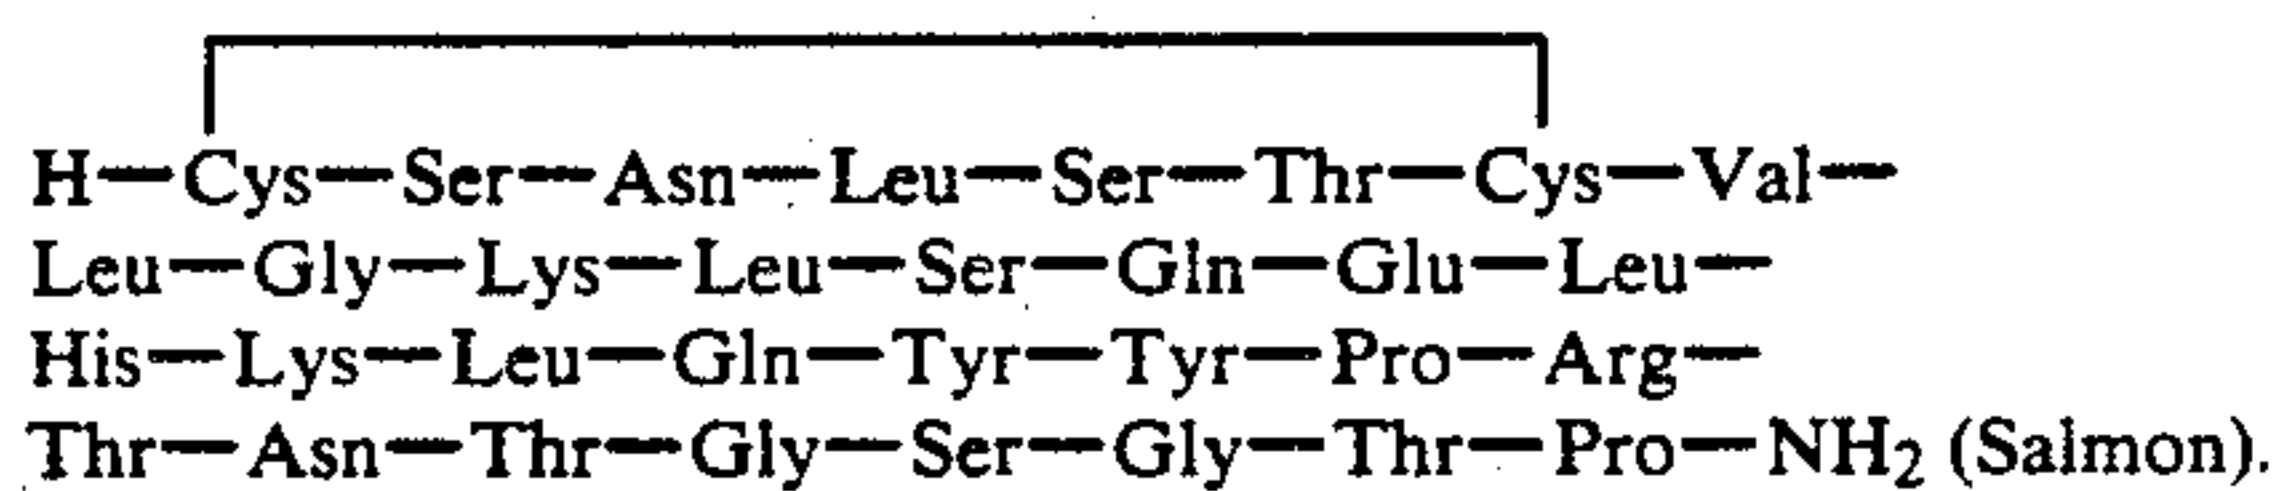 H—Cys—Ser—Asn—Leu—Ser—Thr—Cys—Val—
Leu—Gly—Lys—Leu—Ser—Gln—Glu—Leu—
His—Lys—Leu—Gln—Tyr—Tyr—Pro—Arg—
Thr—Asn—Thr—Gly—Ser—Gly—Thr—Pro—NH₂ (Salmon).